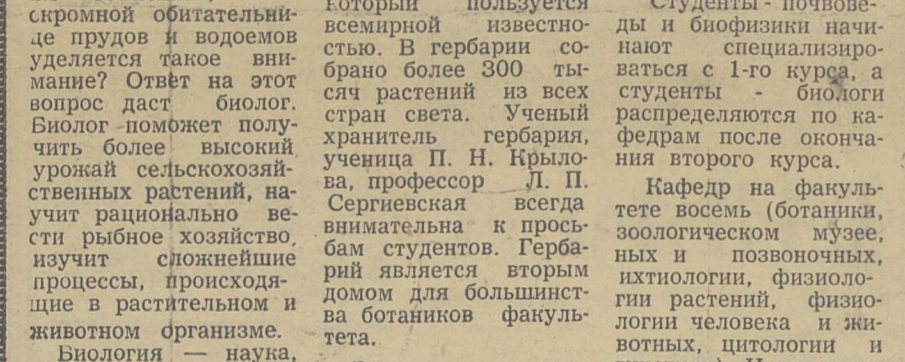 скромной обитательни-
це прудов и водоемов
уделяется такое вни-
мание? Ответ на этот
вопрос даст биолог.
Биолог поможет полу-
чить более высокий
урожай сельскохозяй-
ственных растений, на-
учит рационально ве-
сти рыбное хозяйство,
изучит сложнейшие
процессы, происходя-
щие в растительном и
животном организме.
Биология — наука,
который пользуется
всемирной известно-
стью. В гербарии со-
брано более 300 ты-
сяч растений из всех
стран света. Ученый
хранитель гербария,
ученица П. Н. Крыло-
ва, профессор Л. П.
Сергиевская всегда
внимательна к прось-
бам студентов. Герба-
рий является вторым
домом для большинст-
ва ботаников факуль-
тета.
Студенты - почвове-
ды и биофизики начи-
нают специализиро-
ваться с 1-го курса, а
студенты - биологи
распределяются по ка-
федрам после оконча-
ния второго курса.
Кафедр на факуль-
тете восемь (ботаники,
зоологическом музее,
ных и позвоночных,
ихтиологии, физиоло-
гии растений, физио-
логии человека и жи-
вотных, цитологии и